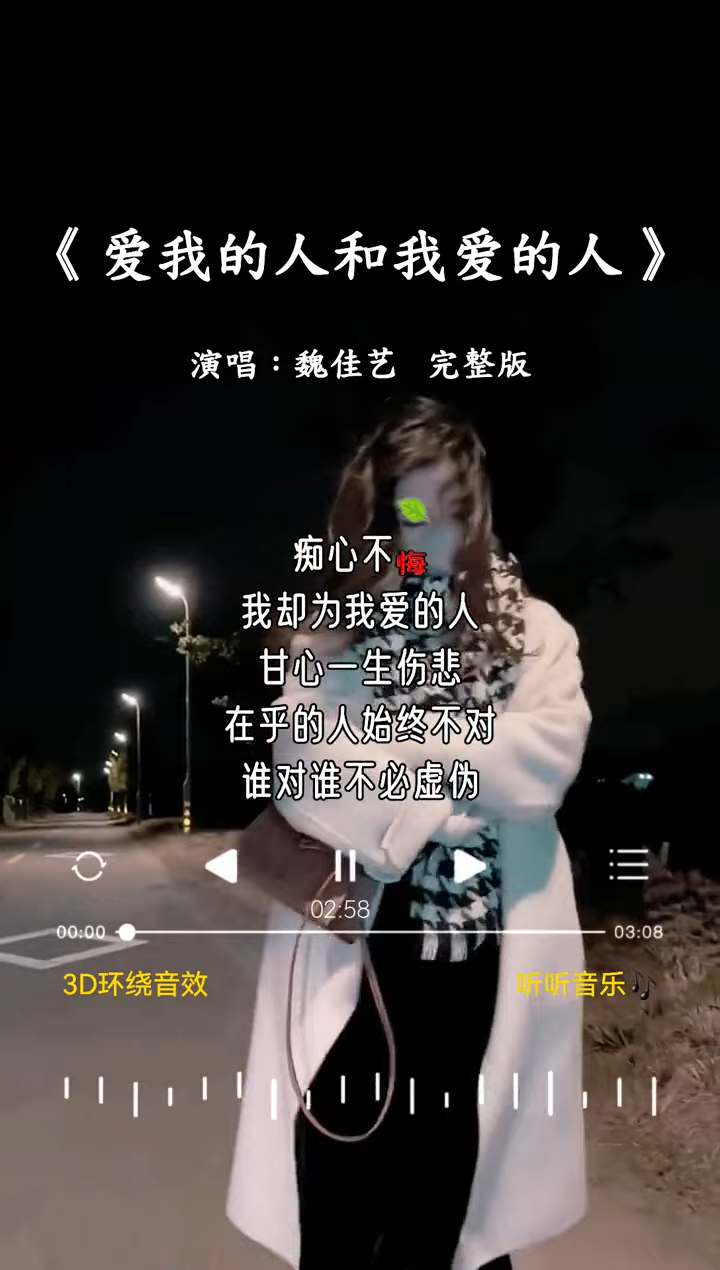 《爱我的人和我爱的人》
演唱：魏佳艺 完整版
痴心不悔
我却为我爱的人
甘心一生伤悲
在乎的人始终不对
谁对谁不必虚伪
02:58
00:00 03:08
3D环绕音效 听听音乐🎶